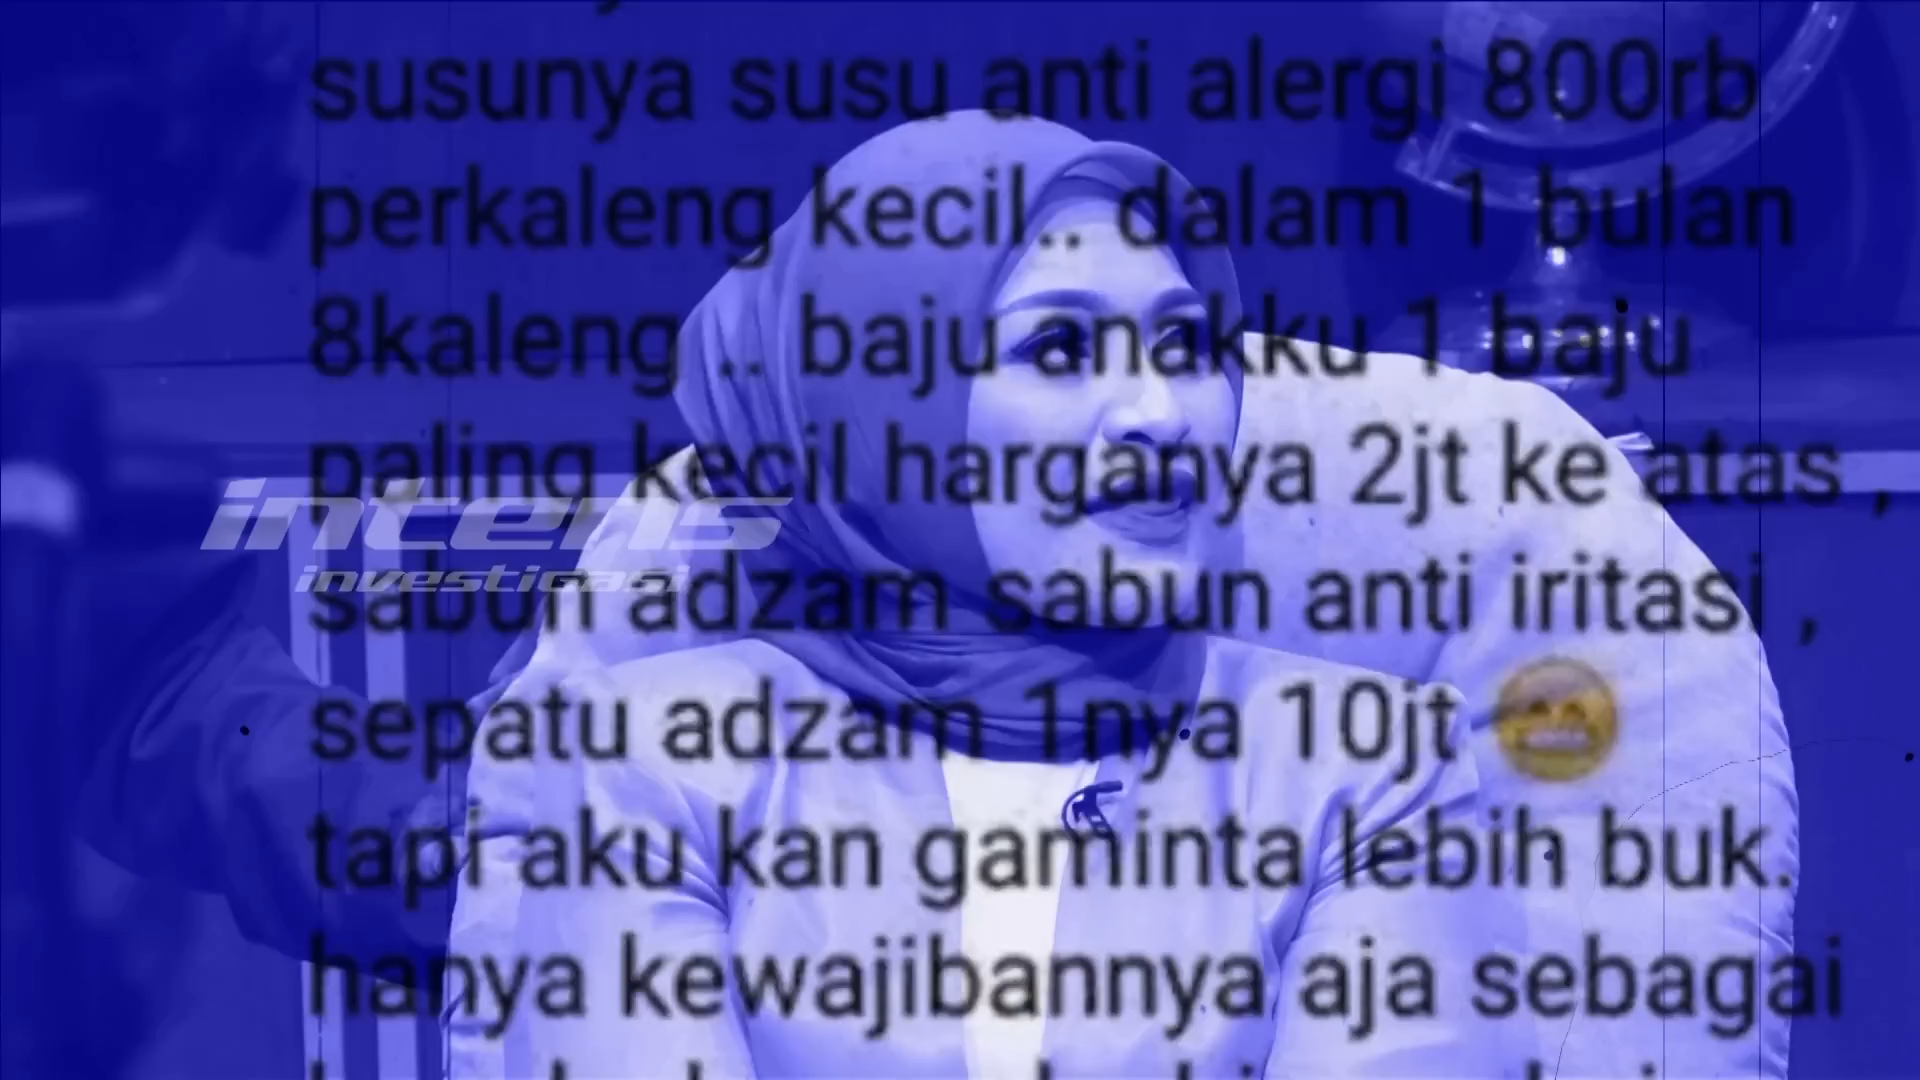 susunya susu anti alergi 800rb
perkaleng kecil.. dalam 1 bulan
8kaleng .. baju anakku 1 baju
paling kecil harganya 2jt ke atas ,
intens
investigasi
sabun adzam sabun anti iritasi ,
sepatu adzam 1nya 10jt 😁
tapi aku kan gaminta lebih buk.
hanya kewajibannya aja sebagai